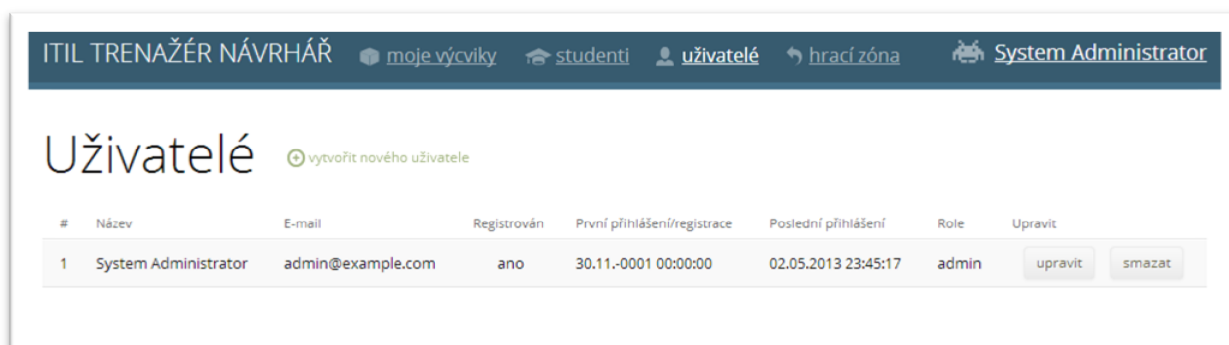 ITIL TRENAŽÉR NÁVRHÁŘ moje výcviky studenti uživatelé hrací zóna System Administrator
Uživatelé vytvořit nového uživatele
# Název E-mail Registrován První přihlášení/registrace Poslední přihlášení Role Upravit
1 System Administrator admin@example.com ano 30.11.-0001 00:00:00 02.05.2013 23:45:17 admin upravit smazat